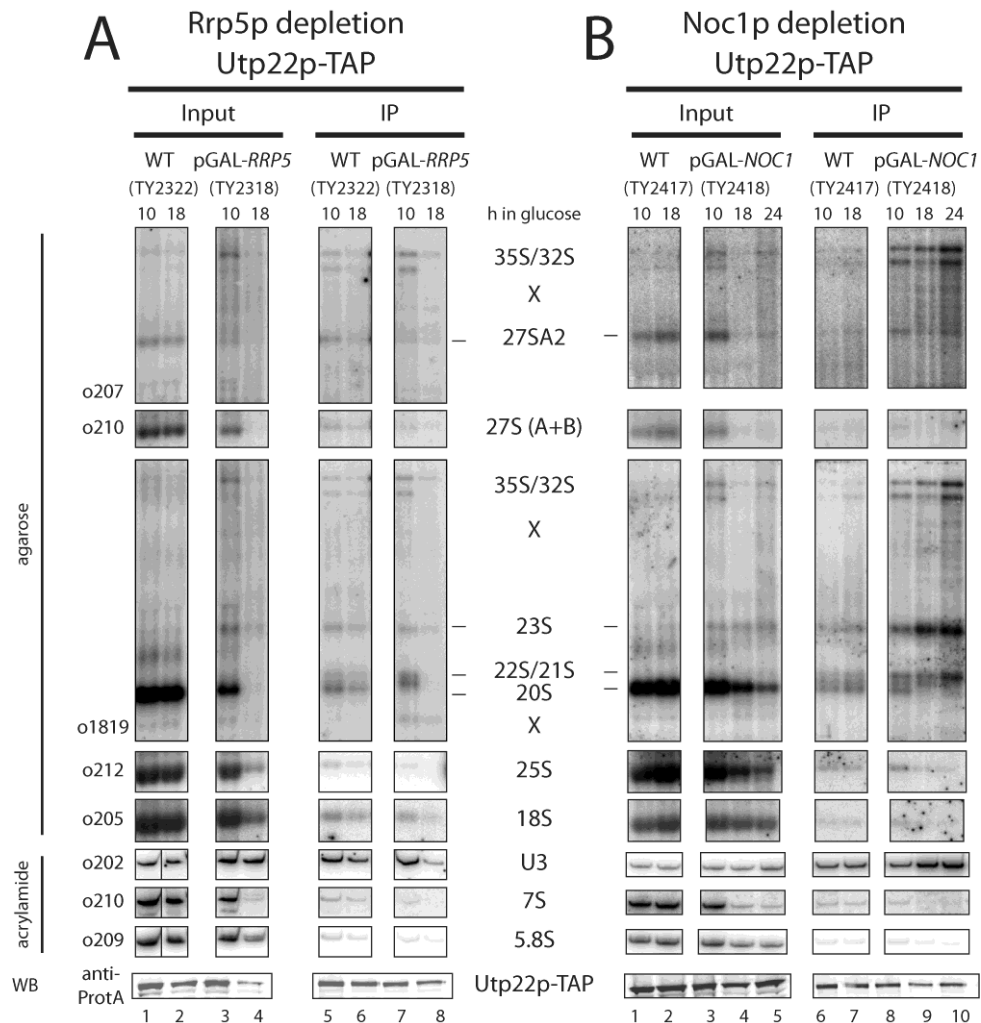 A
Rrp5p depletion
Utp22p-TAP
Input
IP
WT pGAL-RRP5
WT pGAL-RRP5
(TY2322) (TY2318)
(TY2322) (TY2318)
10 18 10 18
10 18 10 18
h in glucose
B
Noc1p depletion
Utp22p-TAP
Input
IP
WT pGAL-NOC1
WT pGAL-NOC1
(TY2417) (TY2418)
(TY2417) (TY2418)
10 18 10 18 24
10 18 10 18 24
agarose
o207
35S/32S
X
27SA2
o210
27S (A+B)
35S/32S
X
23S
22S/21S
20S
X
o1819
o212
25S
o205
18S
acrylamide
o202
U3
o210
7S
o209
5.8S
WB
anti-
ProtA
Utp22p-TAP
1 2 3 4 5 6 7 8
1 2 3 4 5 6 7 8 9 10